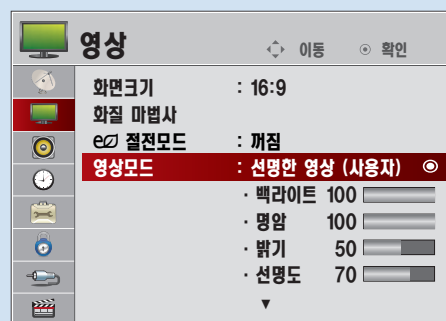 영상 이동 확인
화면크기 : 16:9
화질 마법사
eco 절전모드 : 꺼짐
영상모드 : 선명한 영상 (사용자)
· 백라이트 100
· 명암 100
· 밝기 50
· 선명도 70